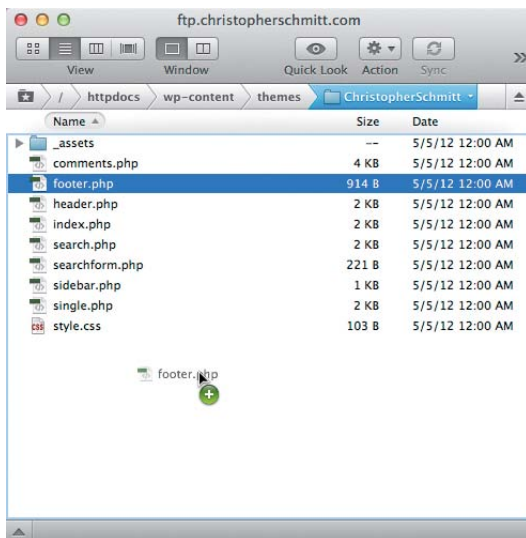 ftp.christopherschmitt.com
View Window Quick Look Action Sync
/ httpdocs wp-content themes ChristopherSchmitt
Name Size Date
_assets -- 5/5/12 12:00 AM
comments.php 4 KB 5/5/12 12:00 AM
footer.php 914 B 5/5/12 12:00 AM
header.php 2 KB 5/5/12 12:00 AM
index.php 2 KB 5/5/12 12:00 AM
search.php 2 KB 5/5/12 12:00 AM
searchform.php 221 B 5/5/12 12:00 AM
sidebar.php 1 KB 5/5/12 12:00 AM
single.php 2 KB 5/5/12 12:00 AM
css style.css 103 B 5/5/12 12:00 AM
footer.php